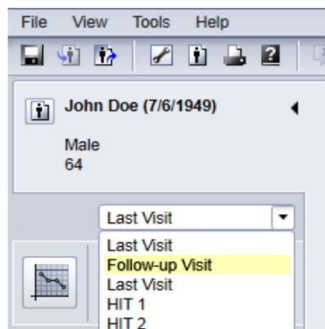 File View Tools Help
John Doe (7/6/1949)
Male
64
Last Visit
Last Visit
Follow-up Visit
Last Visit
HIT 1
HIT 2